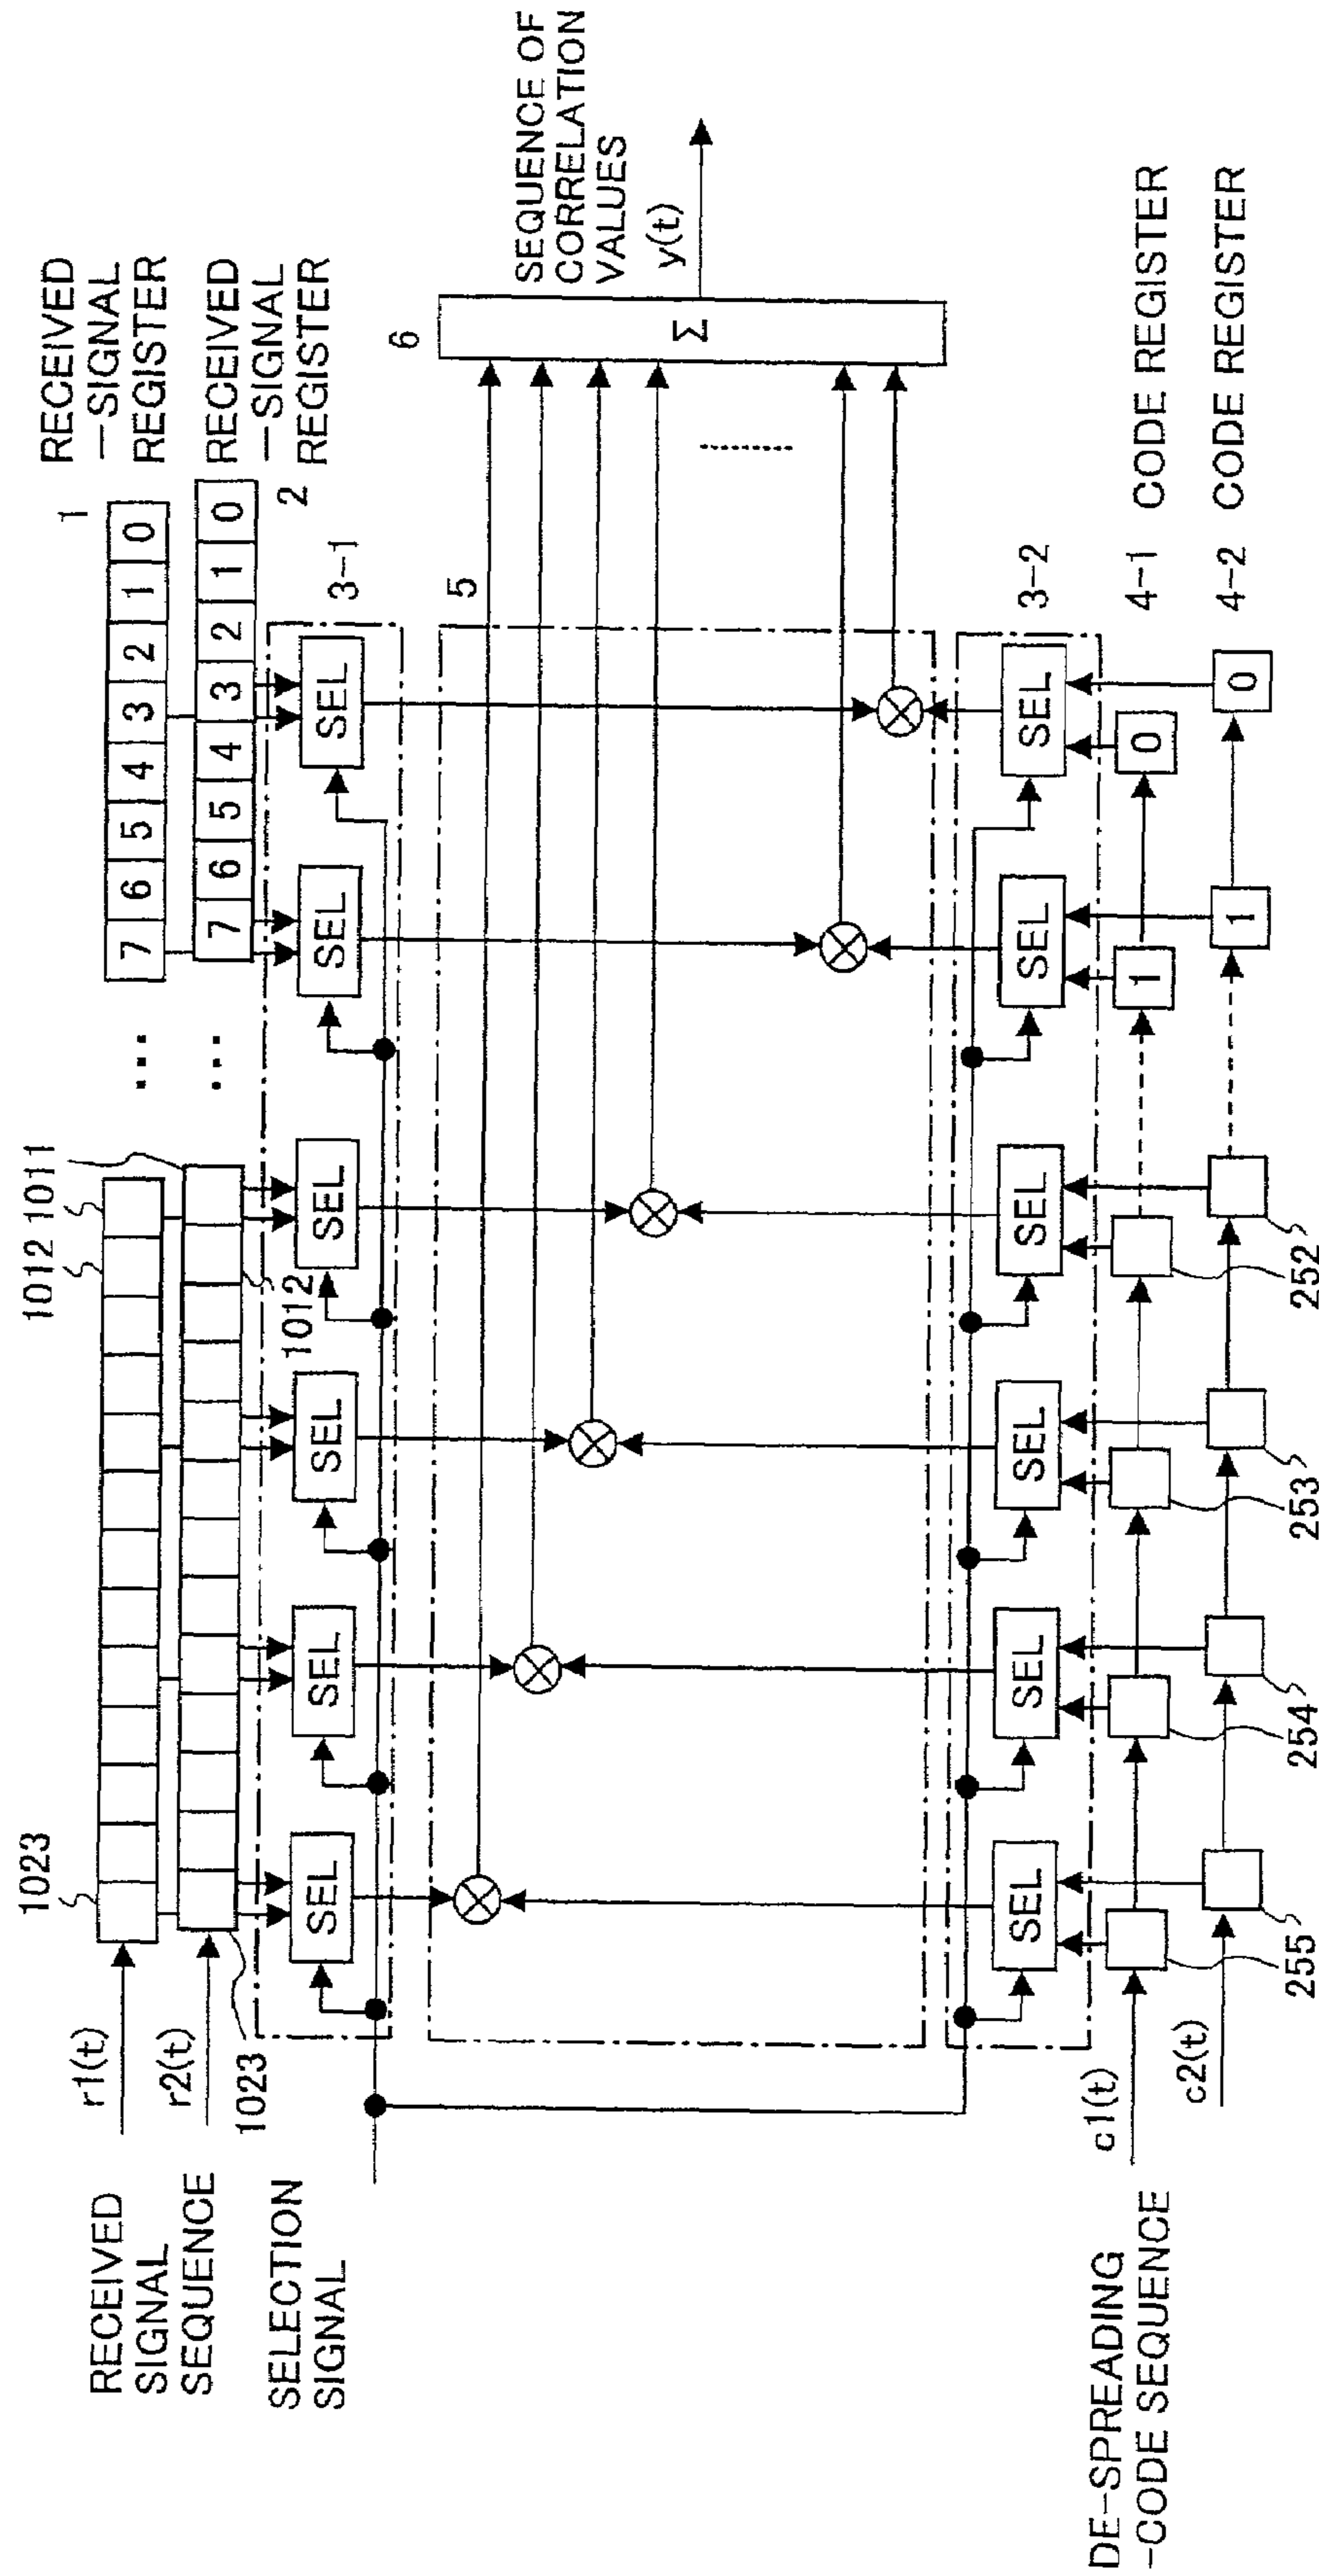 RECEIVED
SIGNAL
SEQUENCE
r1(t)
r2(t)
1023
1023
1012
1011
1012
...
...
7 6 5 4 3 2 1 0
7 6 5 4 3 2 1 0
1
RECEIVED
-SIGNAL
REGISTER
RECEIVED
-SIGNAL
REGISTER
2
SELECTION
SIGNAL
SEL SEL SEL SEL SEL SEL
3-1
5
6
Σ
SEQUENCE OF
CORRELATION
VALUES
y(t)
SEL SEL SEL SEL SEL SEL
3-2
DE-SPREADING
-CODE SEQUENCE
c1(t)
1 0
4-1 CODE REGISTER
c2(t)
1 0
4-2 CODE REGISTER
255 254 253 252